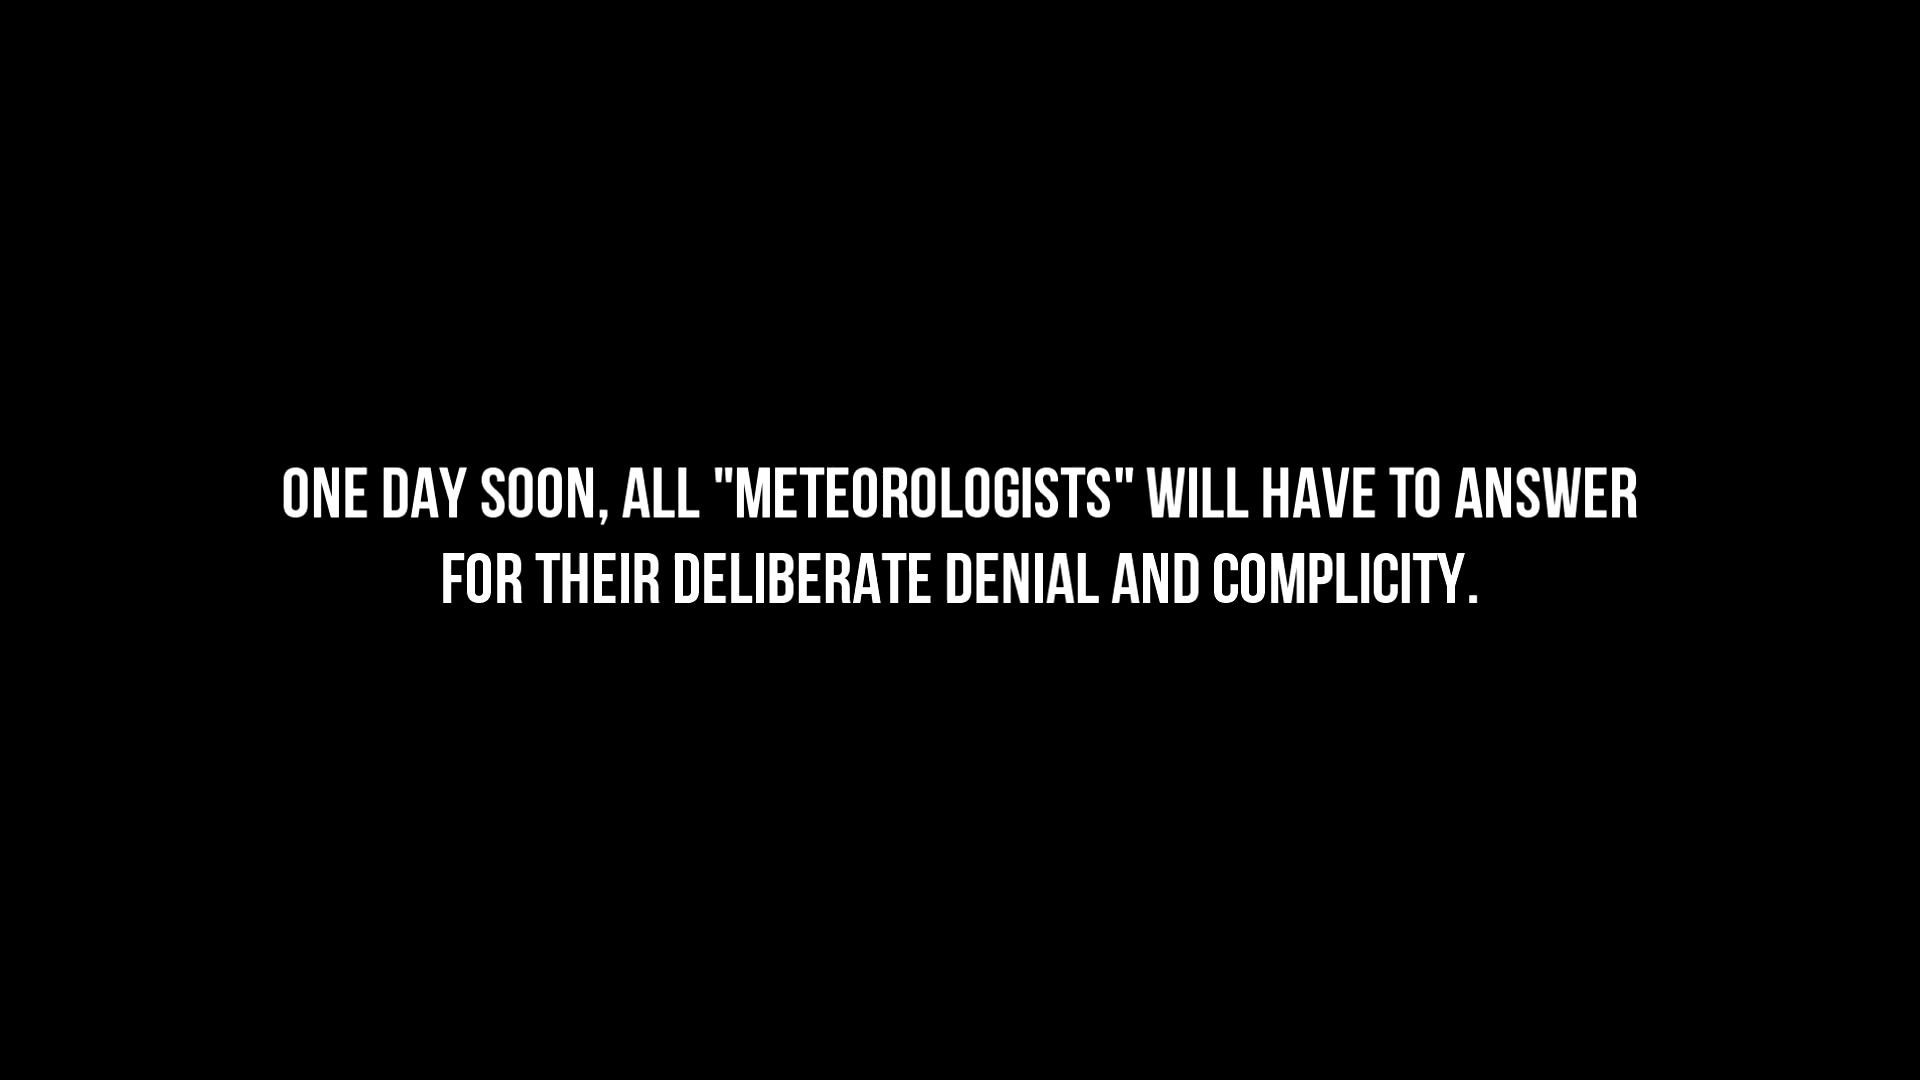 ONE DAY SOON, ALL "METEOROLOGISTS" WILL HAVE TO ANSWER
FOR THEIR DELIBERATE DENIAL AND COMPLICITY.